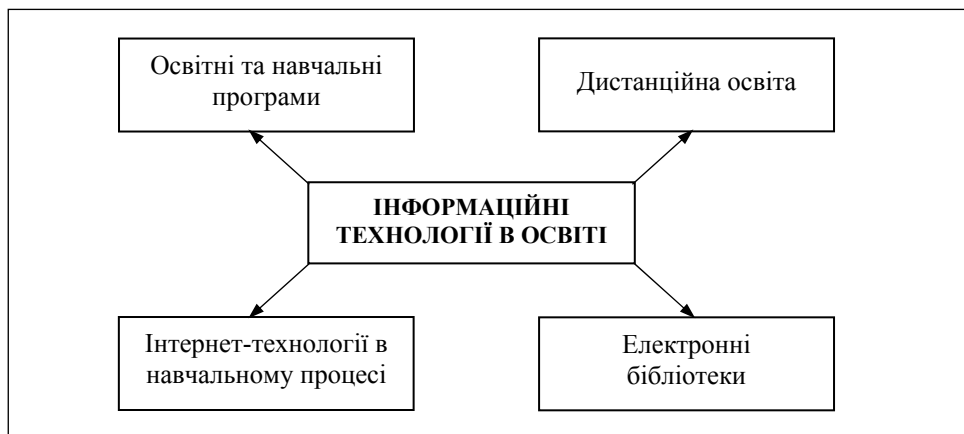 Освітні та навчальні
програми
Дистанційна освіта
ІНФОРМАЦІЙНІ
ТЕХНОЛОГІЇ В ОСВІТІ
Інтернет-технології в
навчальному процесі
Електронні
бібліотеки